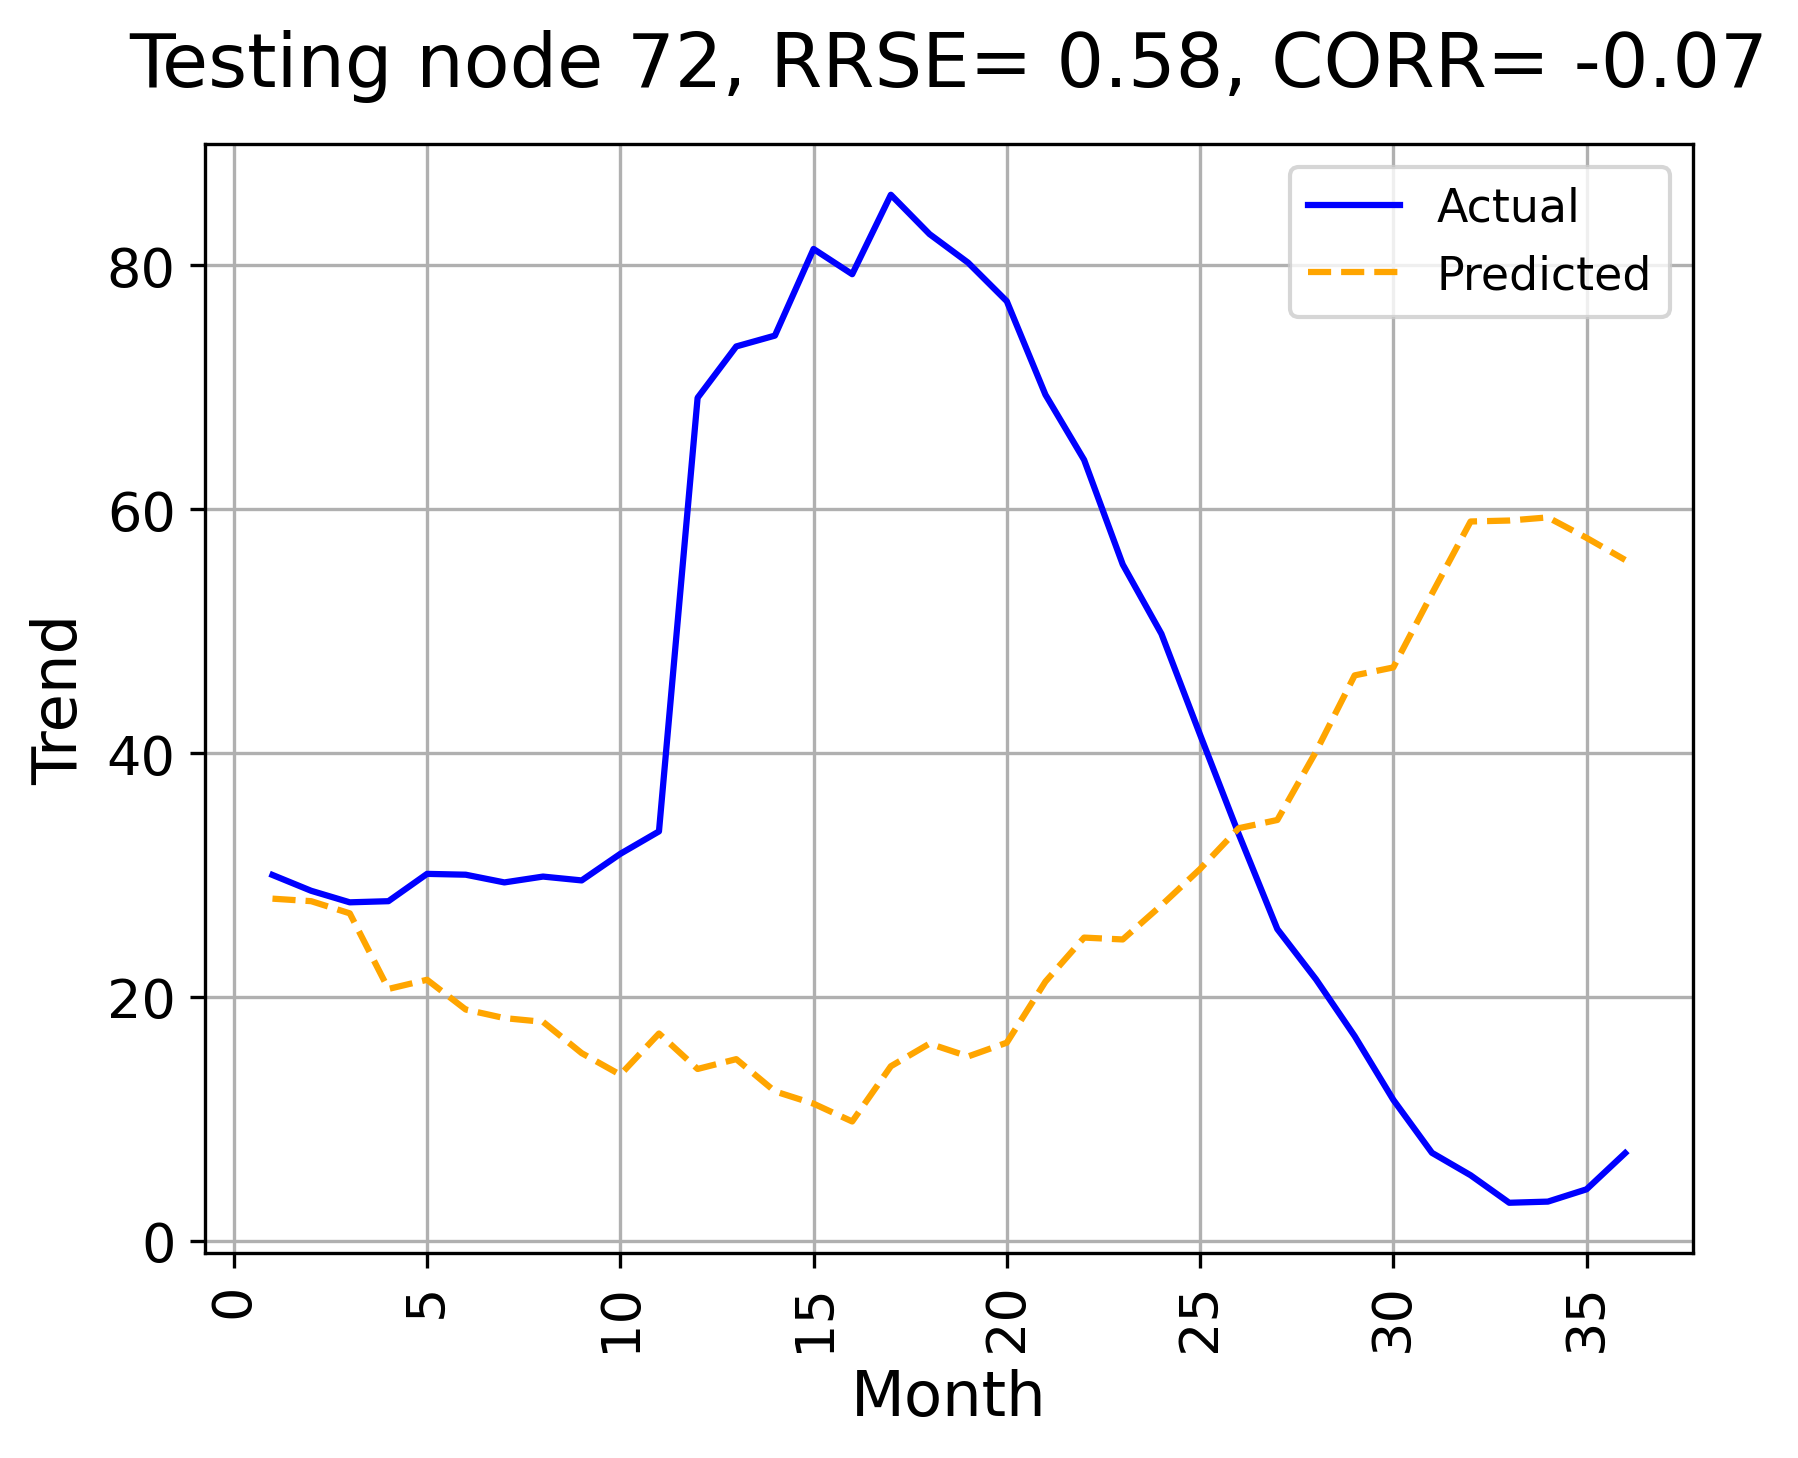 Testing node 72, RRSE= 0.58, CORR= -0.07
Actual
Predicted
Trend
80
60
40
20
0
0 5 10 15 20 25 30 35
Month